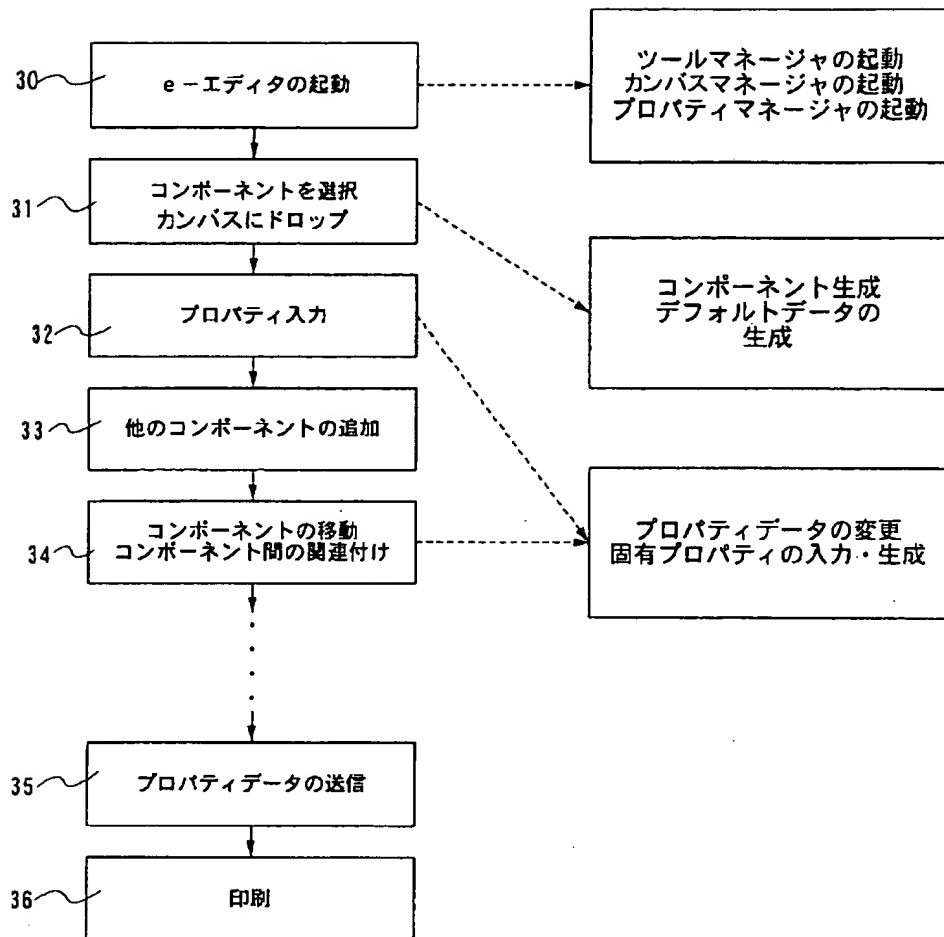 30
e－エディタの起動
ツールマネージャの起動
カンバスマネージャの起動
プロパティマネージャの起動
31
コンポーネントを選択
カンバスにドロップ
コンポーネント生成
デフォルトデータの
生成
32
プロパティ入力
33
他のコンポーネントの追加
34
コンポーネントの移動
コンポーネント間の関連付け
プロパティデータの変更
固有プロパティの入力・生成
35
プロパティデータの送信
36
印刷